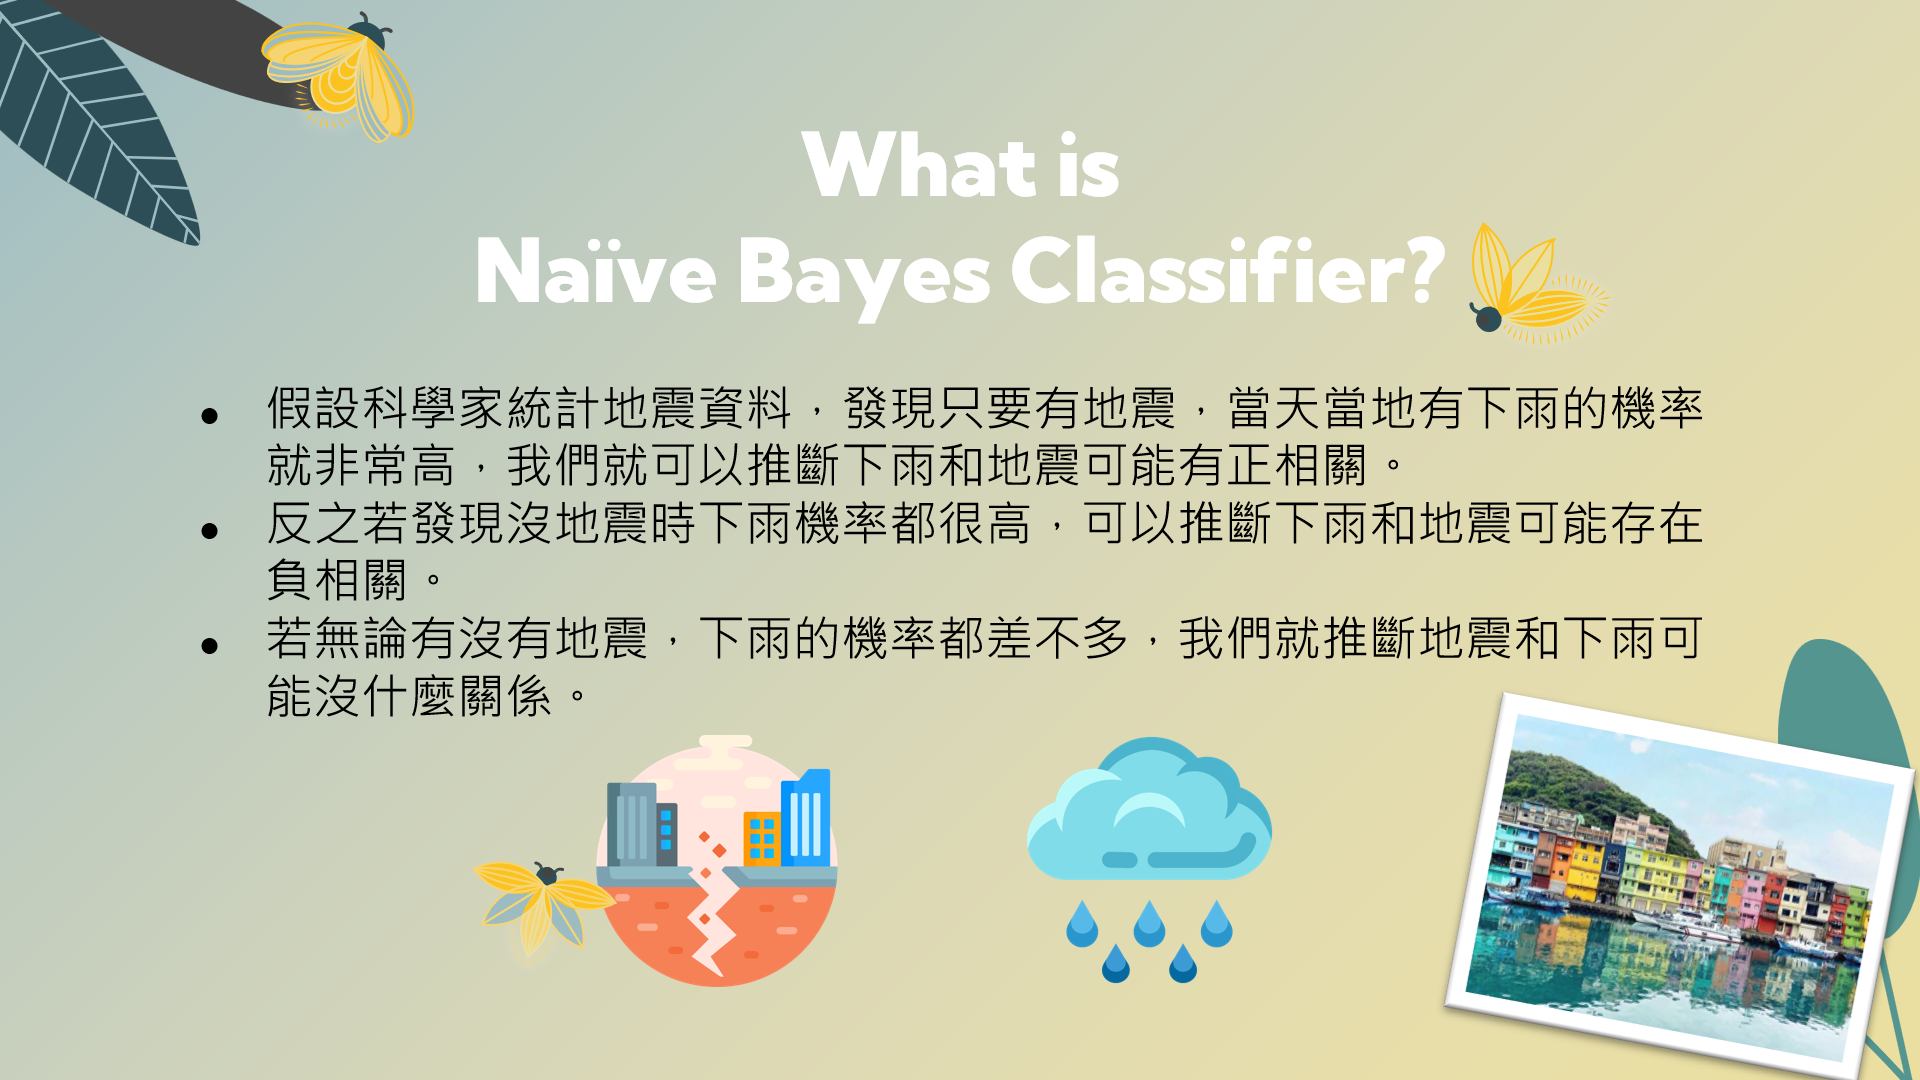 What is
Naïve Bayes Classifier?
● 假設科學家統計地震資料，發現只要有地震，當天當地有下雨的機率
就非常高，我們就可以推斷下雨和地震可能有正相關。
● 反之若發現沒地震時下雨機率都很高，可以推斷下雨和地震可能存在
負相關。
● 若無論有沒有地震，下雨的機率都差不多，我們就推斷地震和下雨可
能沒什麼關係。